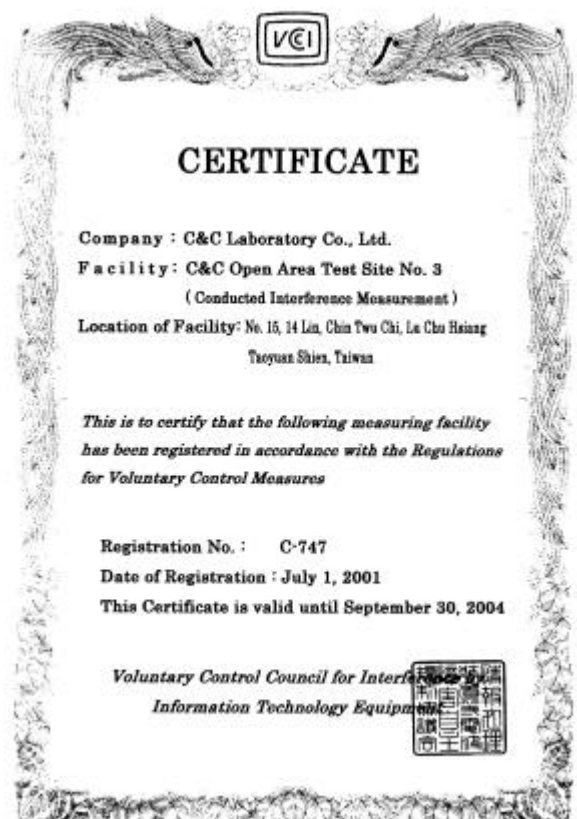 VCCI
CERTIFICATE
Company : C&C Laboratory Co., Ltd.
Facility : C&C Open Area Test Site No. 3
( Conducted Interference Measurement )
Location of Facility: No. 15, 14 Lin, Chin Twu Chi, Lu Chu Hsiang
Taoyuan Shien, Taiwan
This is to certify that the following measuring facility
has been registered in accordance with the Regulations
for Voluntary Control Measures
Registration No. : C-747
Date of Registration : July 1, 2001
This Certificate is valid until September 30, 2004
Voluntary Control Council for Interference by
Information Technology Equipment